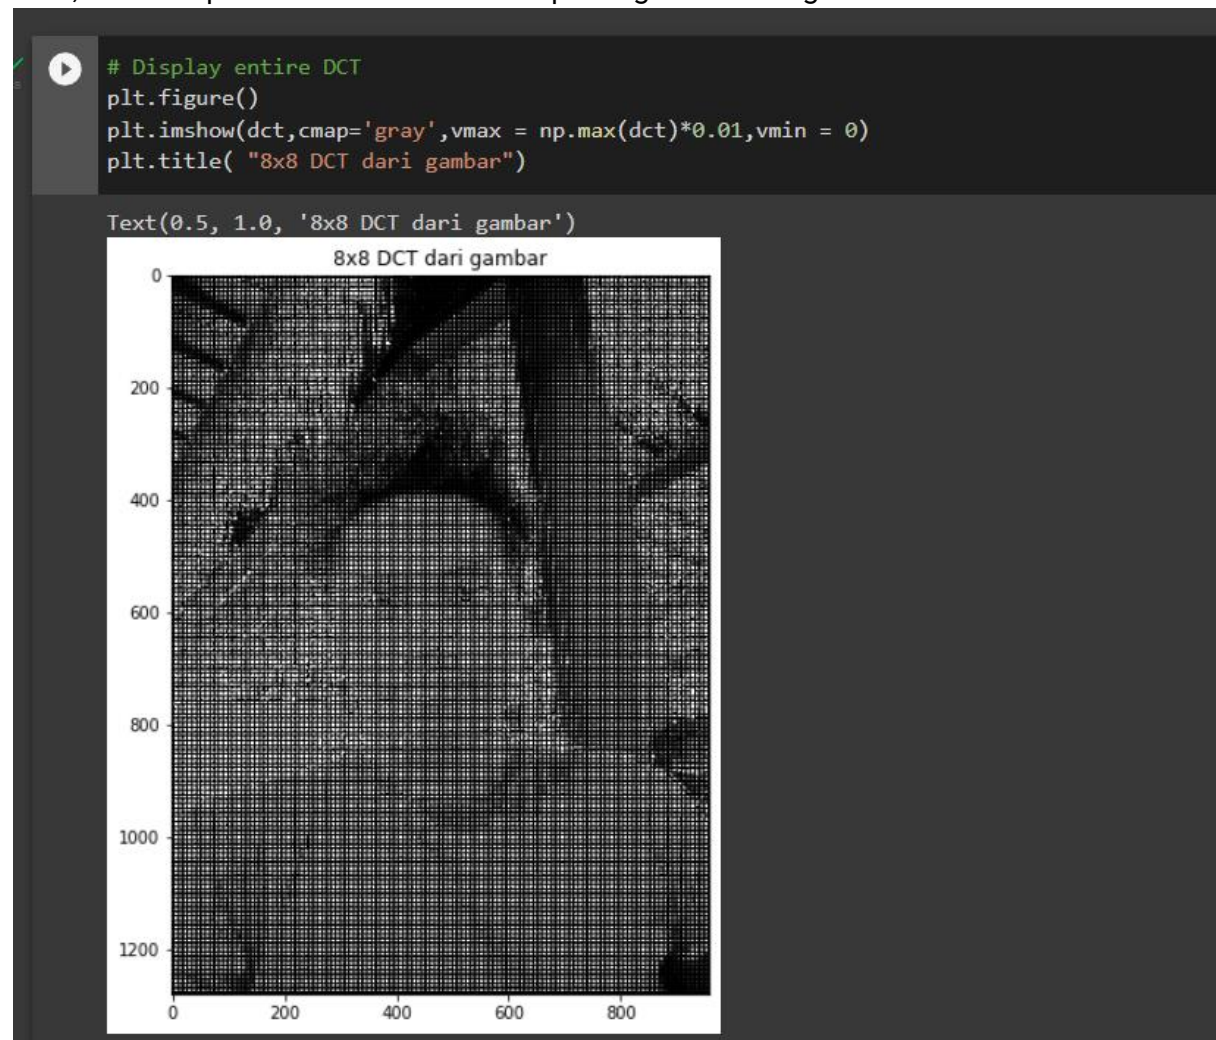 # Display entire DCT
plt.figure()
plt.imshow(dct,cmap='gray',vmax = np.max(dct)*0.01,vmin = 0)
plt.title( "8x8 DCT dari gambar")
Text(0.5, 1.0, '8x8 DCT dari gambar')
8x8 DCT dari gambar
0
200
400
600
800
1000
1200
0 200 400 600 800